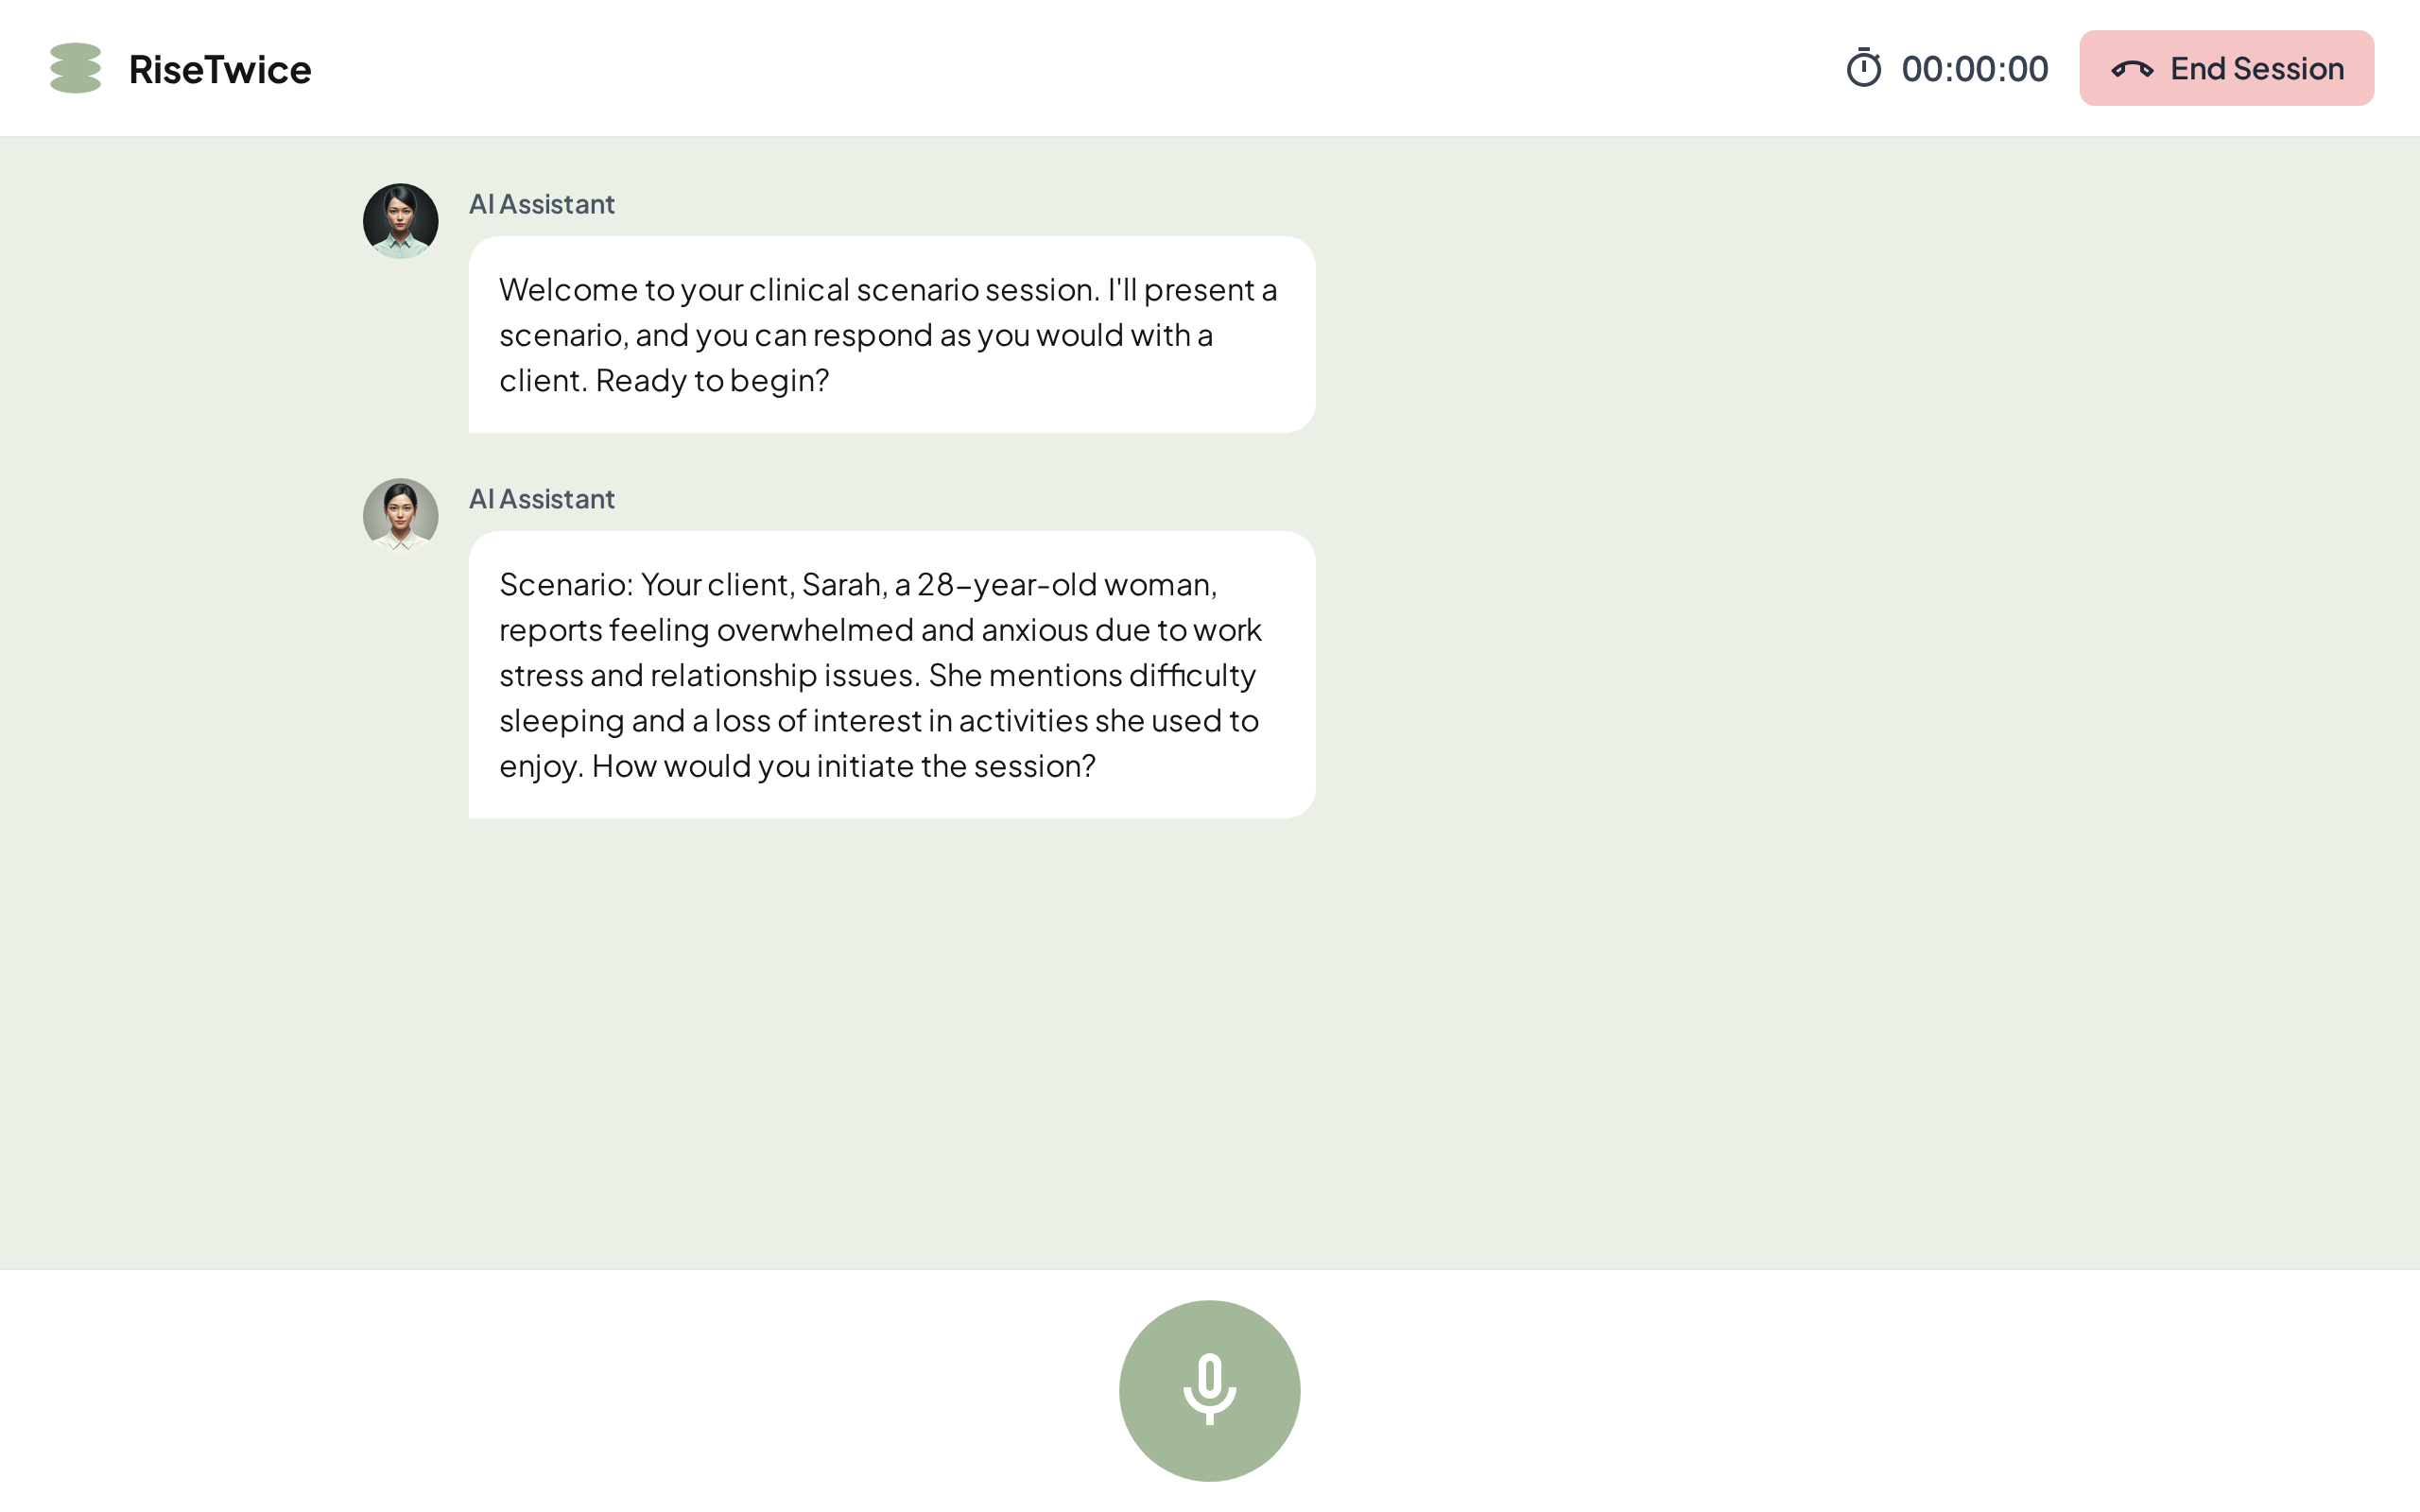 RiseTwice
00:00:00
End Session
AI Assistant
Welcome to your clinical scenario session. I'll present a
scenario, and you can respond as you would with a
client. Ready to begin?
AI Assistant
Scenario: Your client, Sarah, a 28-year-old woman,
reports feeling overwhelmed and anxious due to work
stress and relationship issues. She mentions difficulty
sleeping and a loss of interest in activities she used to
enjoy. How would you initiate the session?